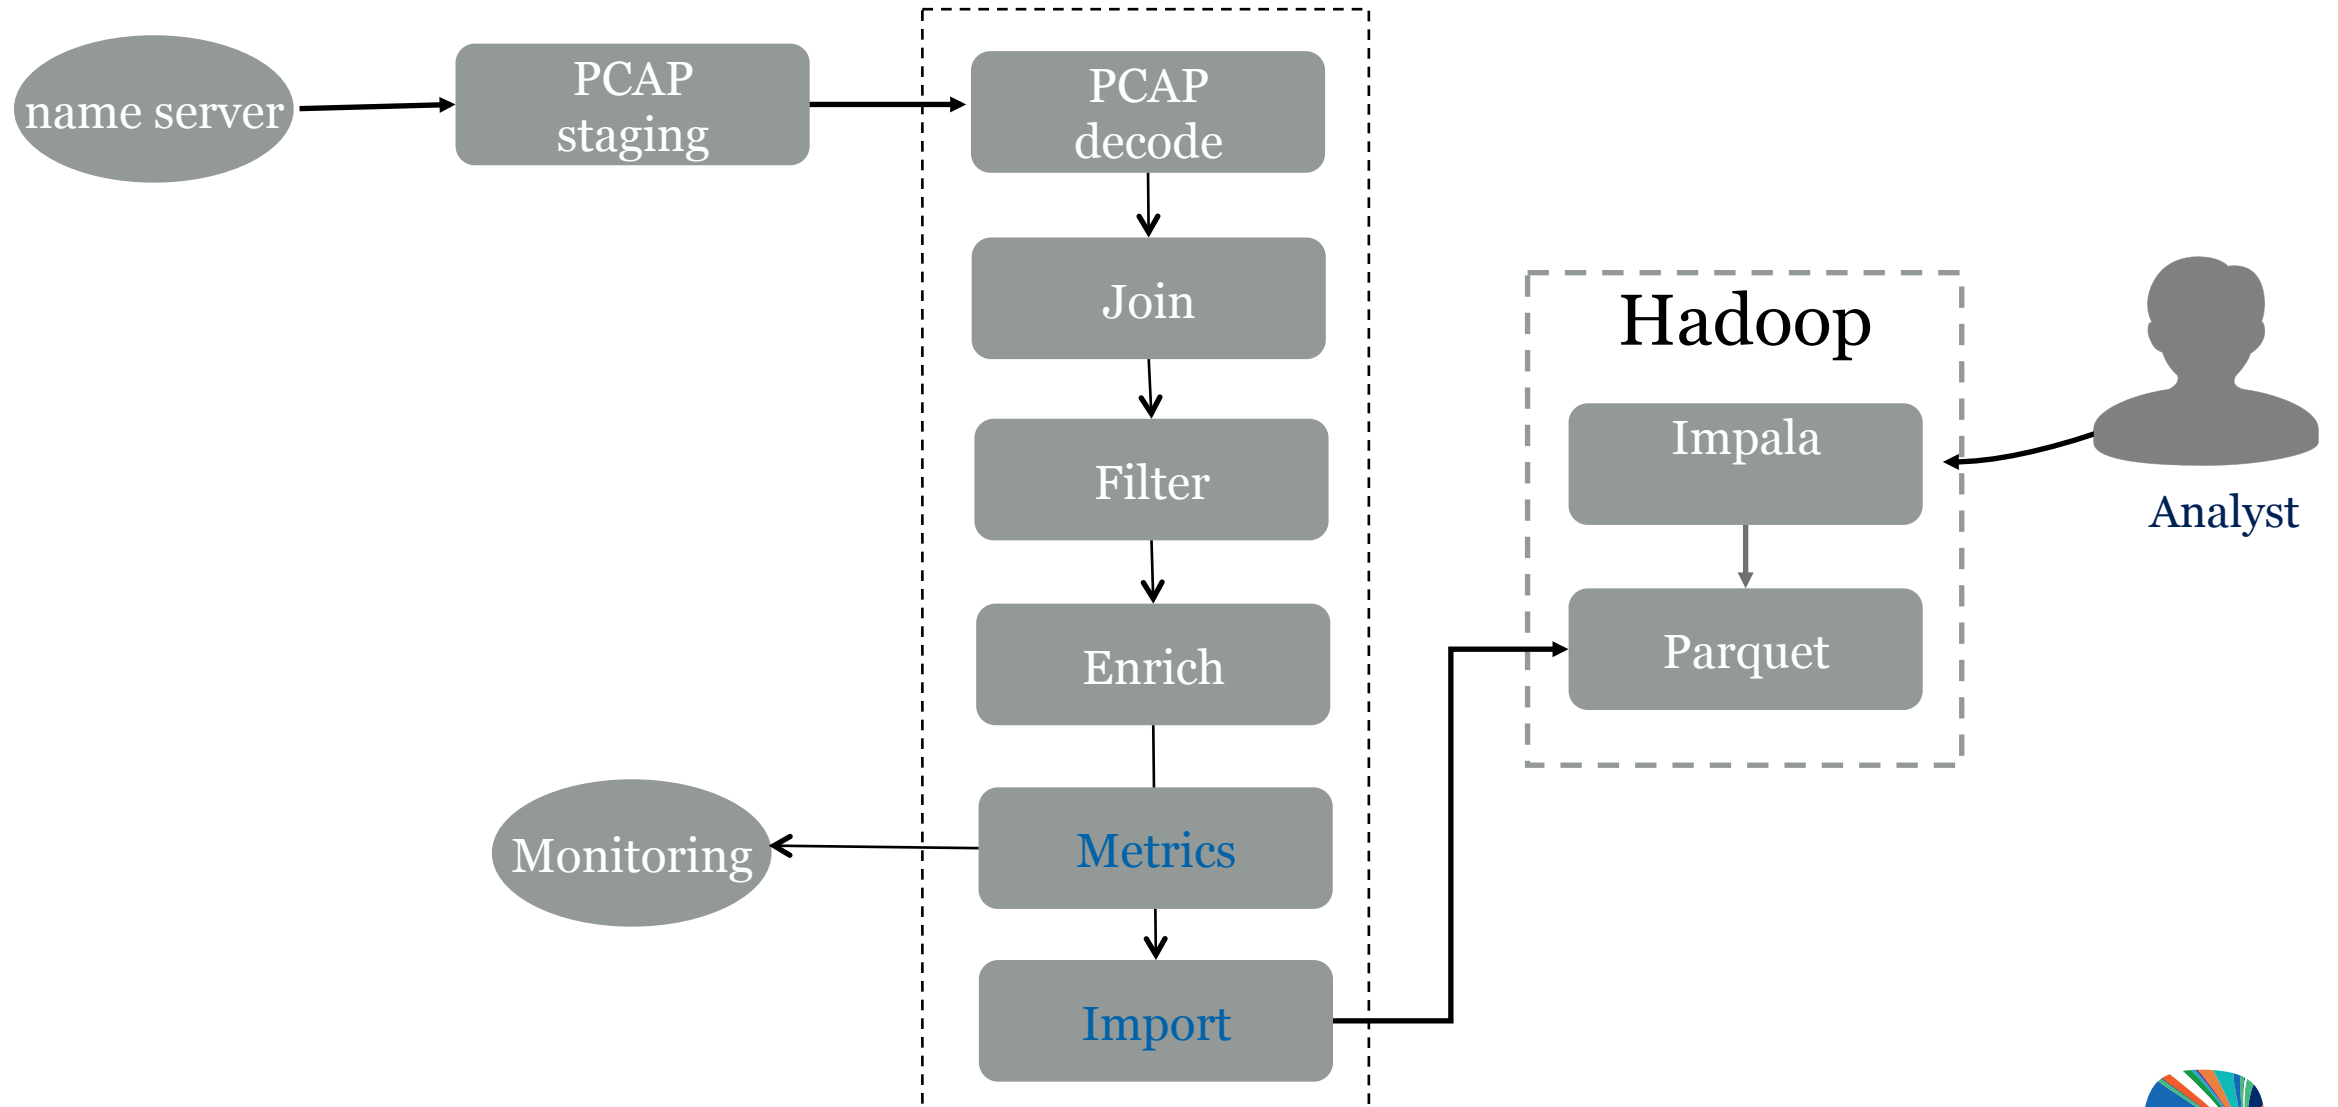 name server
PCAP
staging
PCAP
decode
Join
Filter
Enrich
Metrics
Import
Monitoring
Hadoop
Impala
Parquet
Analyst